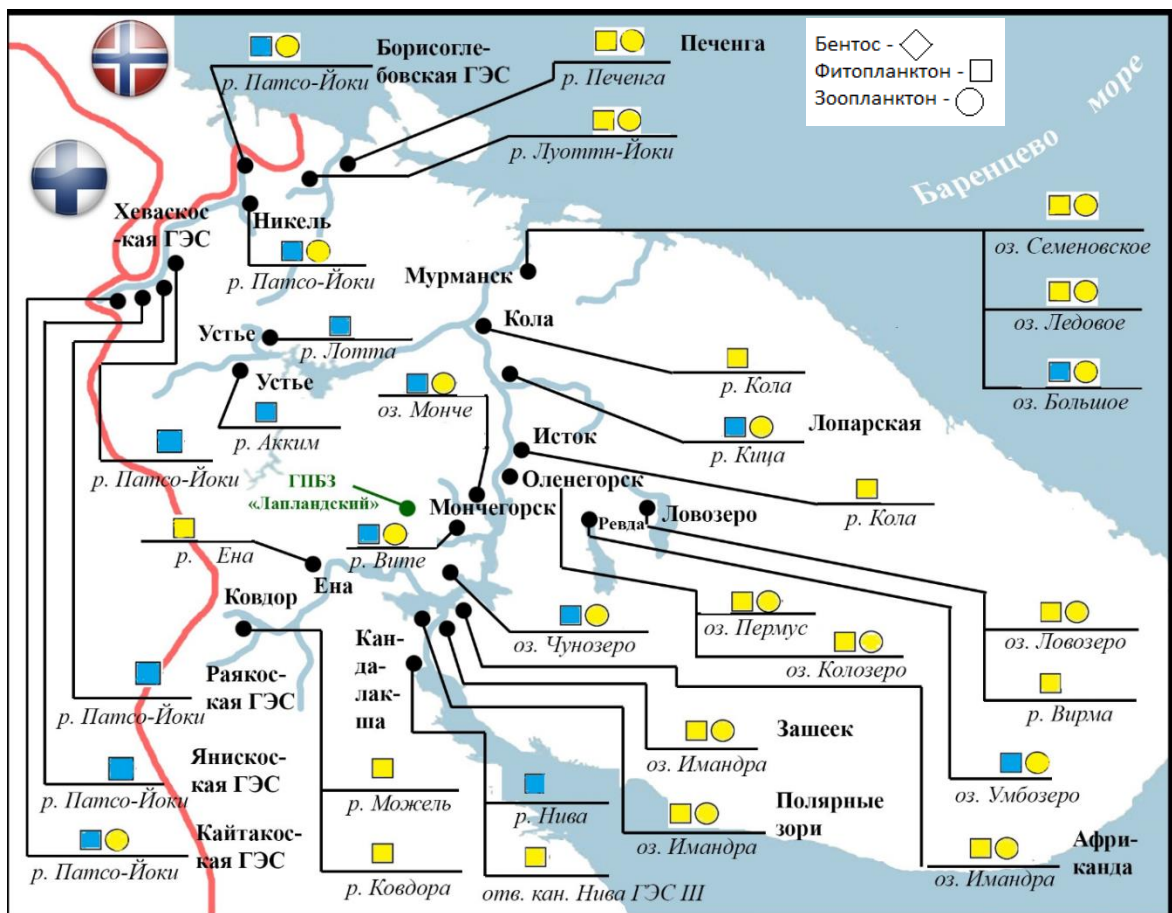 Борисогле-
бовская ГЭС
р. Патсо-Йоки
Печенга
р. Печенга
р. Луоттн-Йоки
Бентос -
Фитопланктон -
Зоопланктон -
Баренцево море
Хеваскос
-кая ГЭС
Никель
р. Патсо-Йоки
Мурманск
оз. Семеновское
оз. Ледовое
оз. Большое
Устье
р. Лотта
Кола
р. Кола
Устье
р. Акким
оз. Монче
Лопарская
р. Кица
Исток
р. Кола
р. Патсо-Йоки
ГПБЗ
«Лапландский»
Оленегорск
Мончегорск
Ревда
Ловозеро
р. Ена
р. Вите
Ена
Ковдор
оз. Чунозеро
оз. Пермус
оз. Колозеро
оз. Ловозеро
Кан-
да-
лак-
ша
Раякос-
кая ГЭС
р. Патсо-Йоки
р. Вирма
Зашеек
оз. Имандра
Янискос-
кая ГЭС
р. Патсо-Йоки
р. Можель
р. Нива
Полярные
зори
оз. Имандра
оз. Умбозеро
Кайтакос-
кая ГЭС
р. Патсо-Йоки
р. Ковдора
отв. кан. Нива ГЭС III
Афри-
канда
оз. Имандра